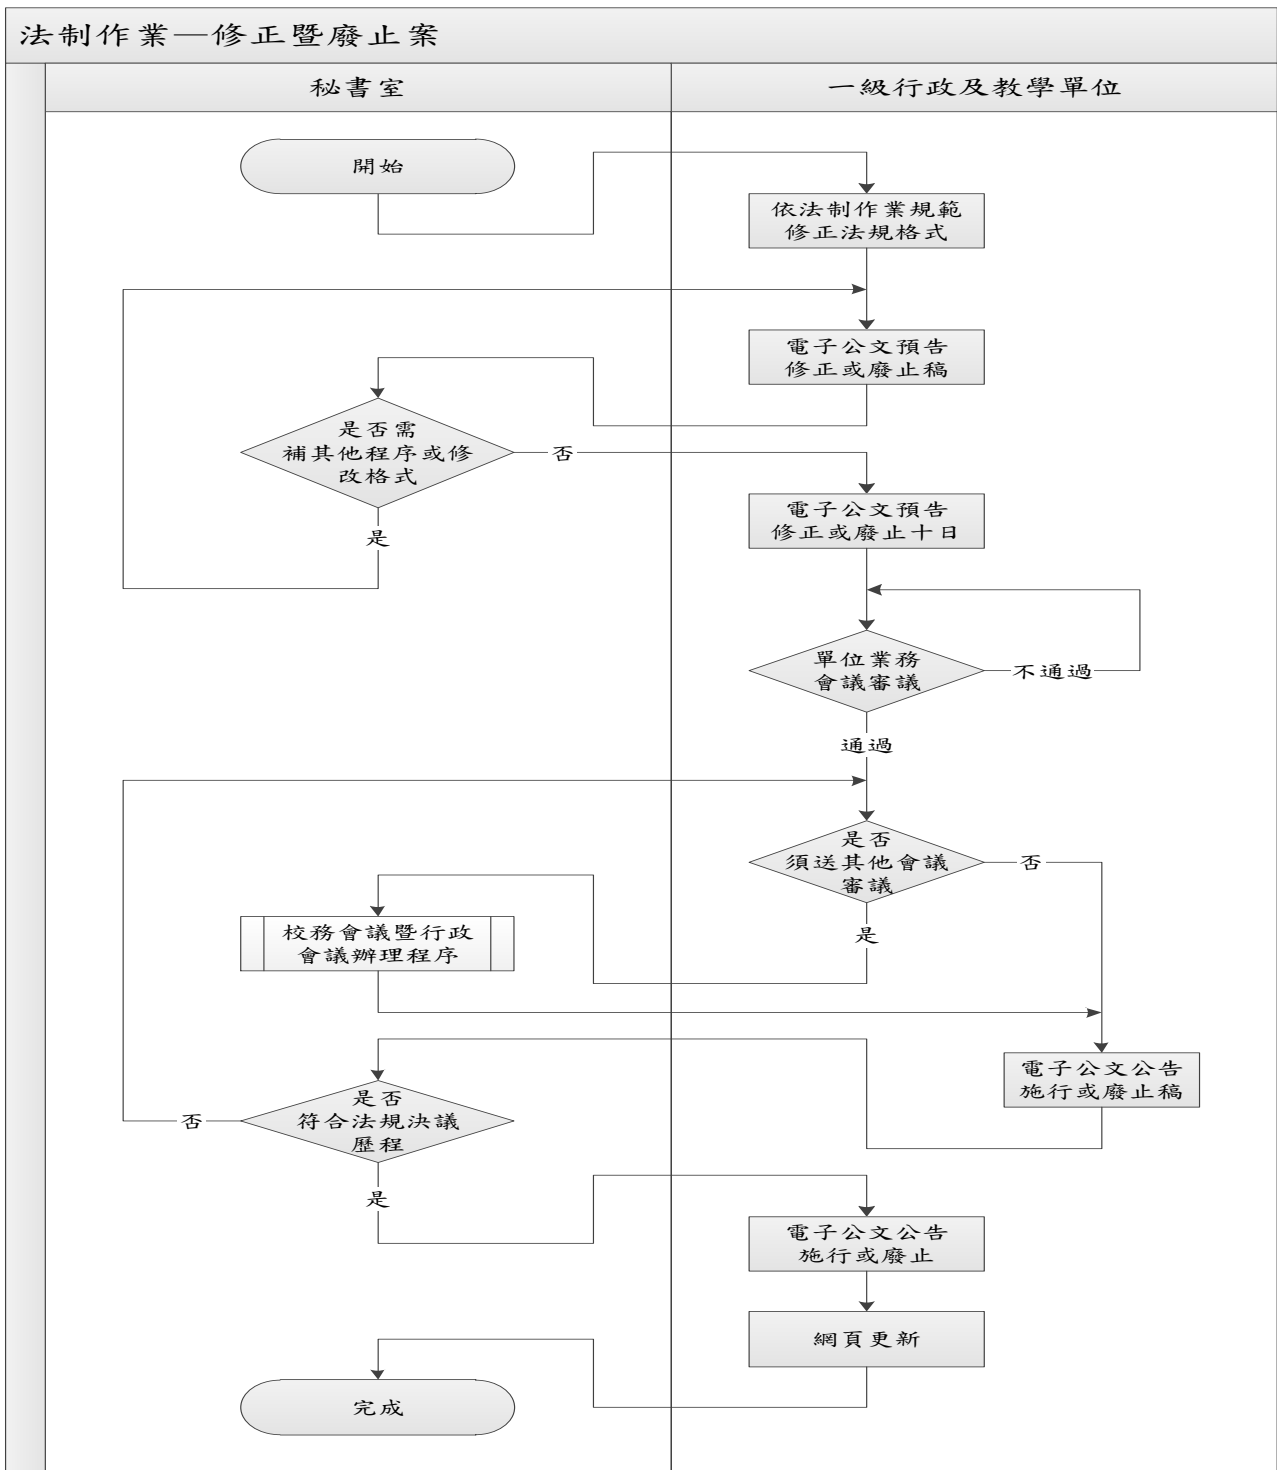 法制作業—修正暨廢止案
秘書室
一級行政及教學單位
開始
依法制作業規範
修正法規格式
電子公文預告
修正或廢止稿
是否需
補其他程序或修
改格式
否
是
電子公文預告
修正或廢止十日
單位業務
會議審議
不通過
通過
是否
須送其他會議
審議
否
是
校務會議暨行政
會議辦理程序
電子公文公告
施行或廢止稿
是否
符合法規決議
歷程
否
是
電子公文公告
施行或廢止
網頁更新
完成